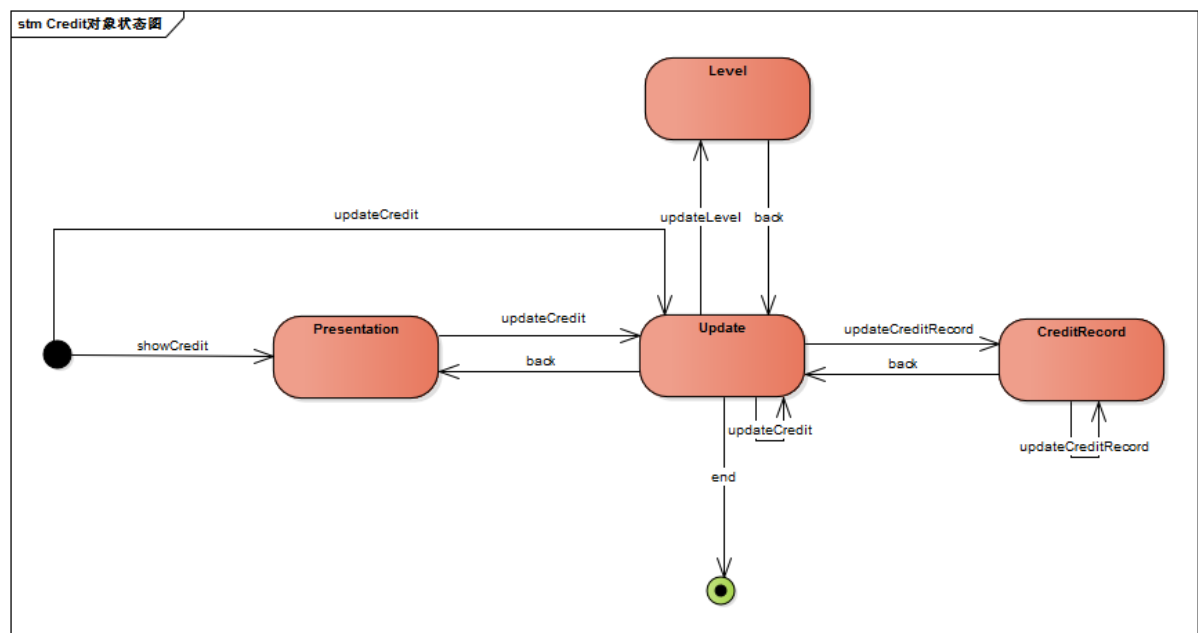 stm Credit对象状态图
Level
updateCredit
updateLevel
back
Presentation
updateCredit
Update
updateCreditRecord
CreditRecord
showCredit
back
back
updateCredit
updateCreditRecord
end